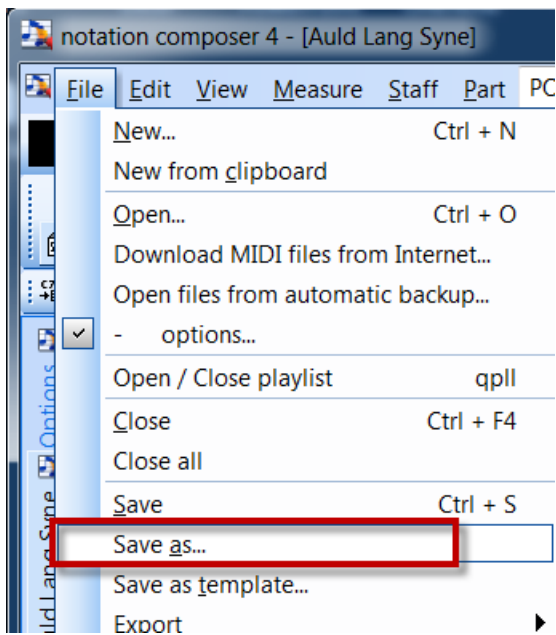 notation composer 4 - [Auld Lang Syne]
File Edit View Measure Staff Part
New... Ctrl + N
New from clipboard
Open... Ctrl + O
Download MIDI files from Internet...
Open files from automatic backup...
- options...
Open / Close playlist qpll
Close Ctrl + F4
Close all
Save Ctrl + S
Save as...
Save as template...
Export
Options
Lang Syne